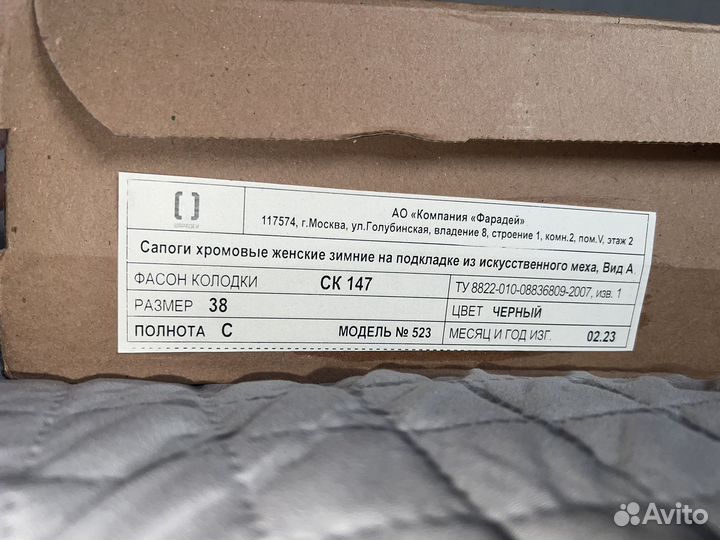 АО «Компания «Фарадей»
117574, г.Москва, ул.Голубинская, владение 8, строение 1, комн.2, пом.V, этаж 2
Сапоги хромовые женские зимние на подкладке из искусственного меха, Вид А
ФАСОН КОЛОДКИ СК 147
ТУ 8822-010-08836809-2007, изв. 1
РАЗМЕР 38
ЦВЕТ ЧЕРНЫЙ
ПОЛНОТА С МОДЕЛЬ № 523
МЕСЯЦ И ГОД ИЗГ. 02.23
Avito